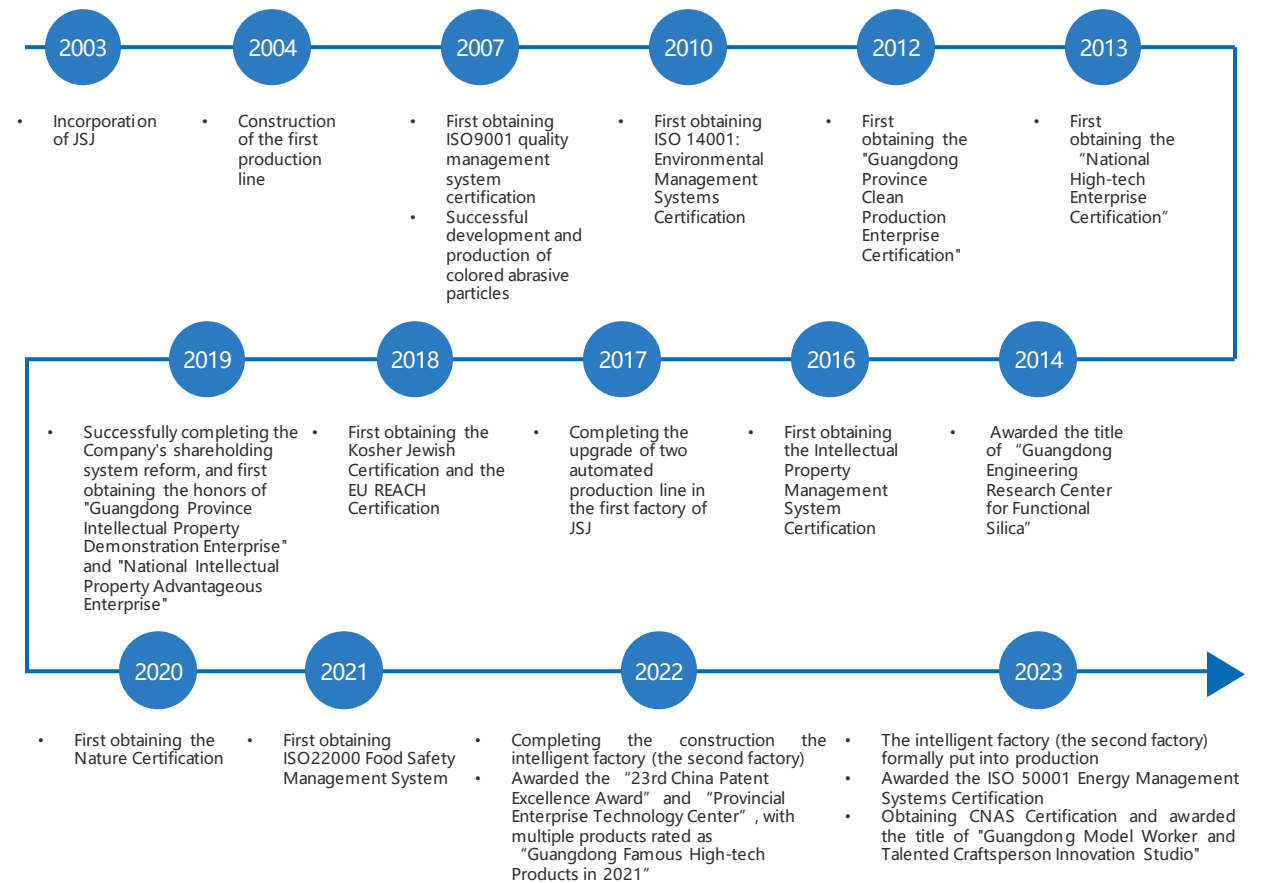 2003
• Incorporation
of JSJ
2004
• Construction
of the first
production
line
2007
• First obtaining
ISO9001 quality
management
system
certification
• Successful
development and
production of
colored abrasive
particles
2010
• First obtaining
ISO 14001:
Environmental
Management
Systems
Certification
2012
• First
obtaining the
"Guangdong
Province
Clean
Production
Enterprise
Certification"
2013
• First
obtaining the
“National
High-tech
Enterprise
Certification”
2014
• Awarded the title
of “Guangdong
Engineering
Research Center
for Functional
Silica”
2016
• First obtaining
the Intellectual
Property
Management
System
Certification
2017
• Completing the
upgrade of two
automated
production line in
the first factory of
JSJ
2018
• First obtaining the
Kosher Jewish
Certification and the
EU REACH
Certification
2019
• Successfully completing the
Company's shareholding
system reform, and first
obtaining the honors of
"Guangdong Province
Intellectual Property
Demonstration Enterprise"
and "National Intellectual
Property Advantageous
Enterprise"
2020
• First obtaining the
Nature Certification
2021
• First obtaining
ISO22000 Food Safety
Management System
2022
• Completing the construction the
intelligent factory (the second factory)
• Awarded the “23rd China Patent
Excellence Award” and “Provincial
Enterprise Technology Center”, with
multiple products rated as
“Guangdong Famous High-tech
Products in 2021”
2023
• The intelligent factory (the second factory)
formally put into production
• Awarded the ISO 50001 Energy Management
Systems Certification
• Obtaining CNAS Certification and awarded
the title of "Guangdong Model Worker and
Talented Craftsperson Innovation Studio"